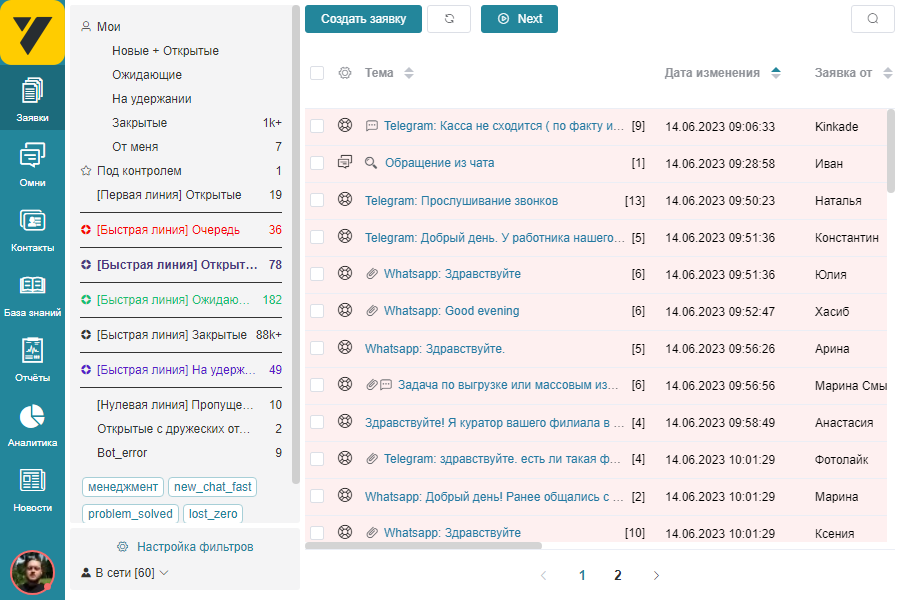 Заявки
Омни
Контакты
База знаний
Отчёты
Аналитика
Новости
Мои
Новые + Открытые
Ожидающие
На удержании
Закрытые 1k+
От меня 7
Под контролем 1
[Первая линия] Открытые 19
[Быстрая линия] Очередь 36
[Быстрая линия] Открыт... 78
[Быстрая линия] Ожидаю... 182
[Быстрая линия] Закрытые 88k+
[Быстрая линия] На удерж... 49
[Нулевая линия] Пропуще... 10
Открытые с дружеских от... 2
Bot_error 9
менеджмент new_chat_fast
problem_solved lost_zero
Настройка фильтров
В сети [60]
Создать заявку Next
Тема Дата изменения Заявка от
Telegram: Касса не сходится ( по факту и... [9] 14.06.2023 09:06:33 Kinkade
Обращение из чата [1] 14.06.2023 09:28:58 Иван
Telegram: Прослушивание звонков [13] 14.06.2023 09:50:23 Наталья
Telegram: Добрый день. У работника нашего... [5] 14.06.2023 09:51:36 Константин
Whatsapp: Здравствуйте [6] 14.06.2023 09:51:36 Юлия
Whatsapp: Good evening [6] 14.06.2023 09:52:47 Хасиб
Whatsapp: Здравствуйте. [5] 14.06.2023 09:56:26 Арина
Задача по выгрузке или массовым из... [6] 14.06.2023 09:56:56 Марина Смы
Здравствуйте! Я куратор вашего филиала в ... [4] 14.06.2023 09:58:49 Анастасия
Telegram: здравствуйте. есть ли такая ф... [4] 14.06.2023 10:01:29 Фотолайк
Whatsapp: Добрый день! Ранее общались с ... [2] 14.06.2023 10:01:29 Марина
Whatsapp: Здравствуйте [10] 14.06.2023 10:01:29 Ксения
1 2